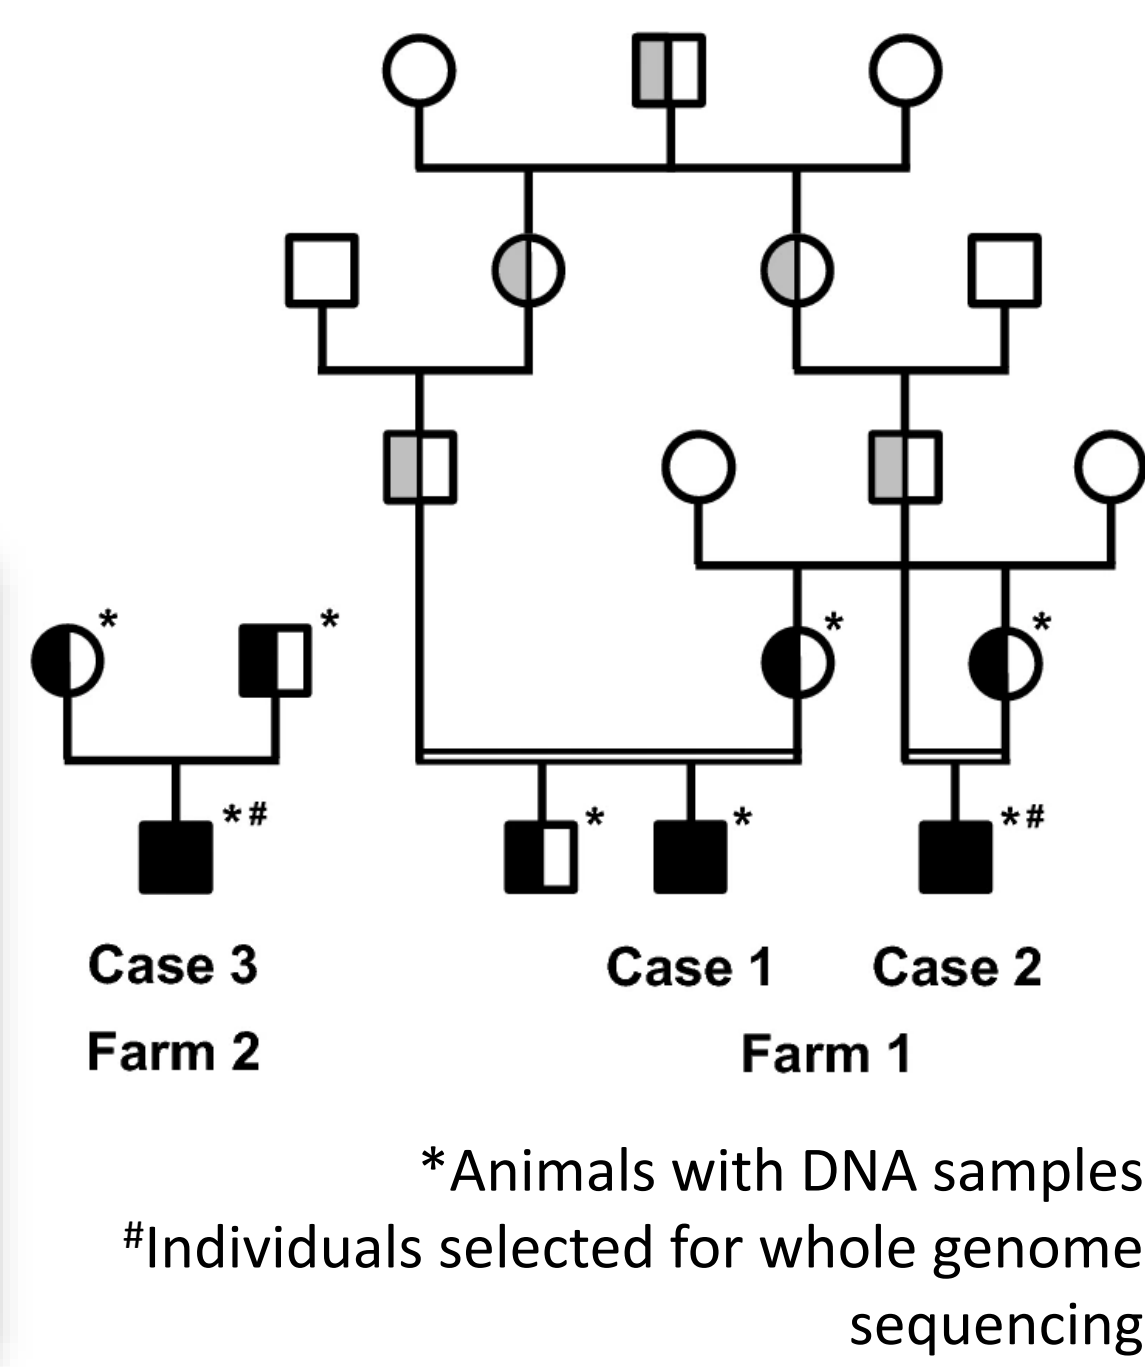 * *
* *
*# * * *#
Case 3 Case 1 Case 2
Farm 2 Farm 1
*Animals with DNA samples
#Individuals selected for whole genome
sequencing